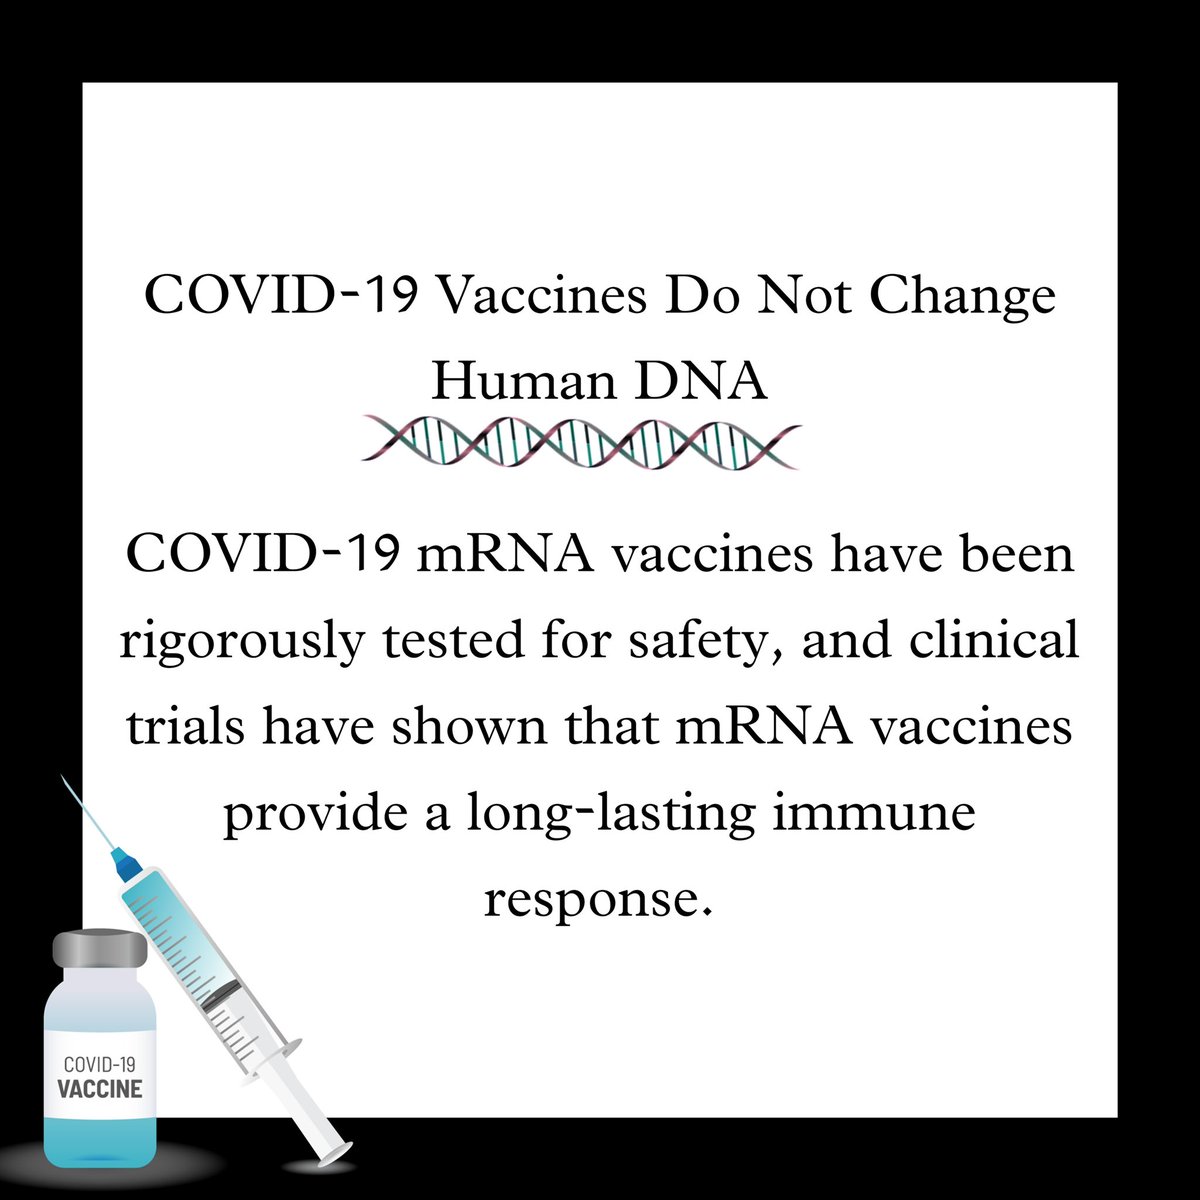 COVID-19 Vaccines Do Not Change
Human DNA
COVID-19 mRNA vaccines have been
rigorously tested for safety, and clinical
trials have shown that mRNA vaccines
provide a long-lasting immune
response.
COVID-19
VACCINE